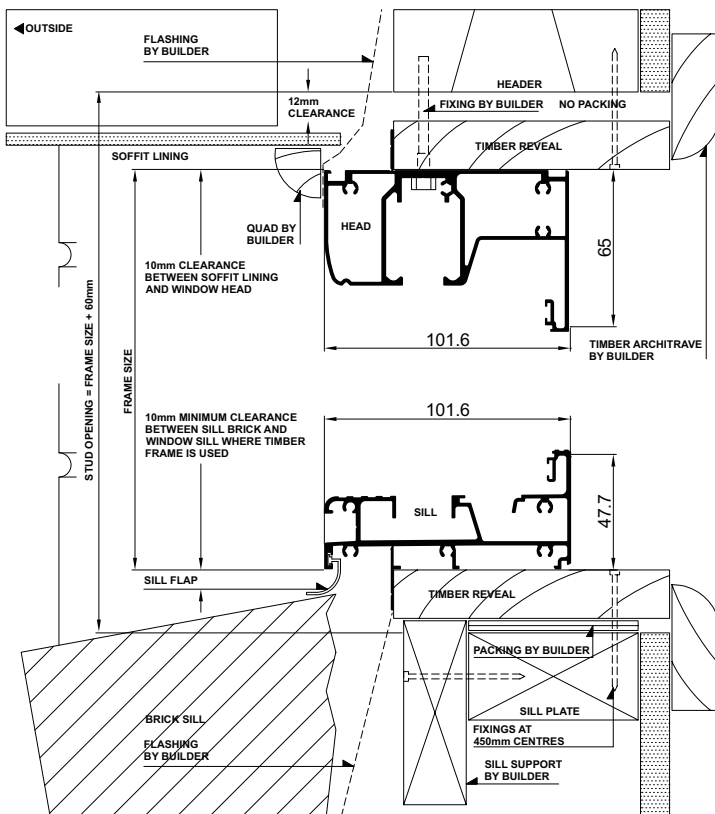 OUTSIDE
FLASHING
BY BUILDER
HEADER
12mm
CLEARANCE
FIXING BY BUILDER
NO PACKING
SOFFIT LINING
TIMBER REVEAL
QUAD BY
BUILDER
HEAD
65
10mm CLEARANCE
BETWEEN SOFFIT LINING
AND WINDOW HEAD
STUD OPENING = FRAME SIZE + 60mm
FRAME SIZE
101.6
TIMBER ARCHITRAVE
BY BUILDER
101.6
10mm MINIMUM CLEARANCE
BETWEEN SILL BRICK AND
WINDOW SILL WHERE TIMBER
FRAME IS USED
SILL
47.7
SILL FLAP
TIMBER REVEAL
PACKING BY BUILDER
BRICK SILL
SILL PLATE
FLASHING
BY BUILDER
FIXINGS AT
450mm CENTRES
SILL SUPPORT
BY BUILDER